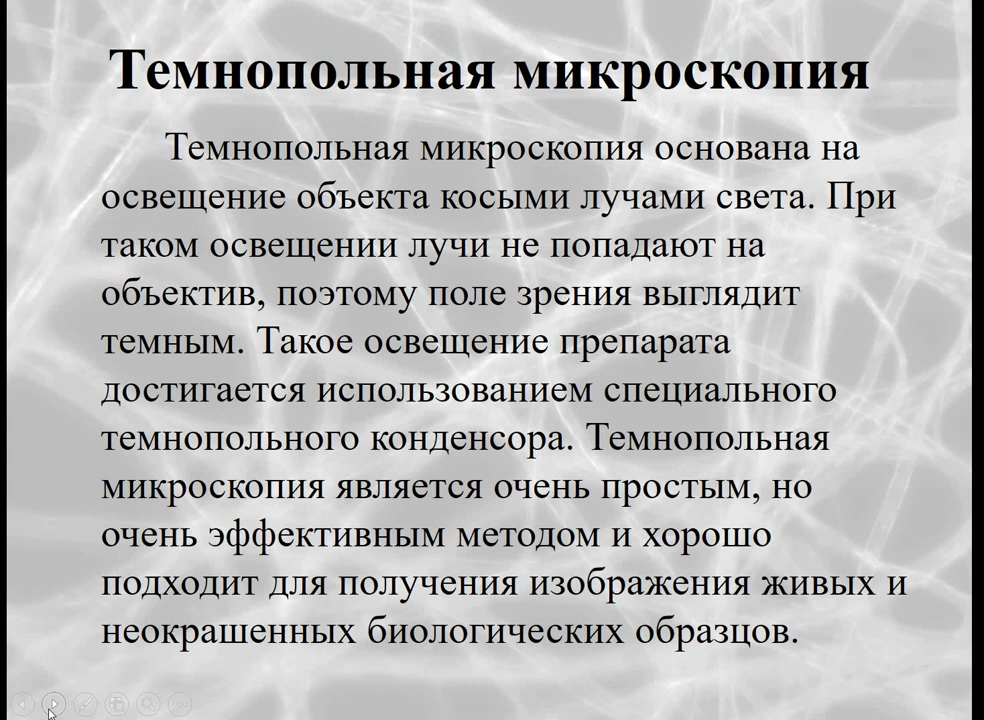 Темнопольная микроскопия
Темнопольная микроскопия основана на
освещение объекта косыми лучами света. При
таком освещении лучи не попадают на
объектив, поэтому поле зрения выглядит
темным. Такое освещение препарата
достигается использованием специального
темнопольного конденсора. Темнопольная
микроскопия является очень простым, но
очень эффективным методом и хорошо
подходит для получения изображения живых и
неокрашенных биологических образцов.